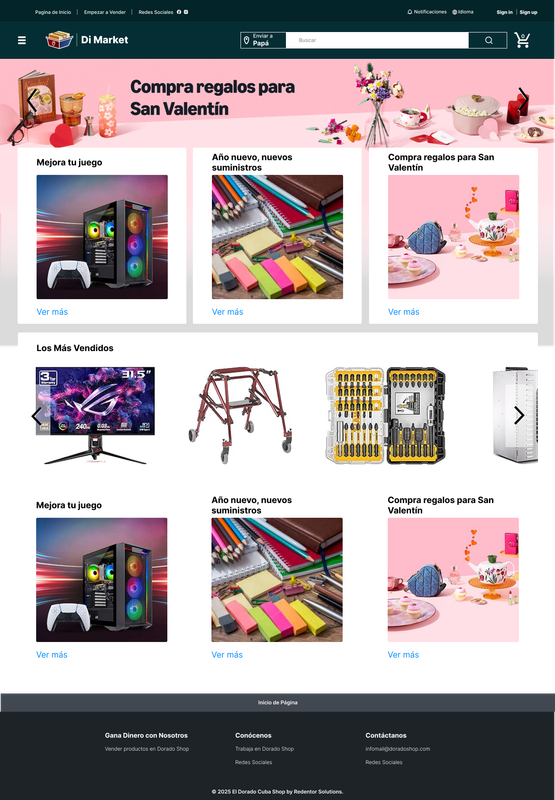 Pagina de Inicio
Empezar a Vender
Redes Sociales
Notificaciones
Idioma
Sign in
Sign up
Di Market
Enviar a
Papá
Buscar
0
Compra regalos para
San Valentín
Mejora tu juego
Año nuevo, nuevos
suministros
Compra regalos para San
Valentín
Ver más
Ver más
Ver más
Los Más Vendidos
3
31.5"
240
Mejora tu juego
Año nuevo, nuevos
suministros
Compra regalos para San
Valentín
Ver más
Ver más
Ver más
Inicio de Página
Gana Dinero con Nosotros
Conócenos
Contáctanos
Vender productos en Dorado Shop
Trabaja en Dorado Shop
infomail@doradoshop.com
Redes Sociales
Redes Sociales
© 2025 El Dorado Cuba Shop by Redentor Solutions.